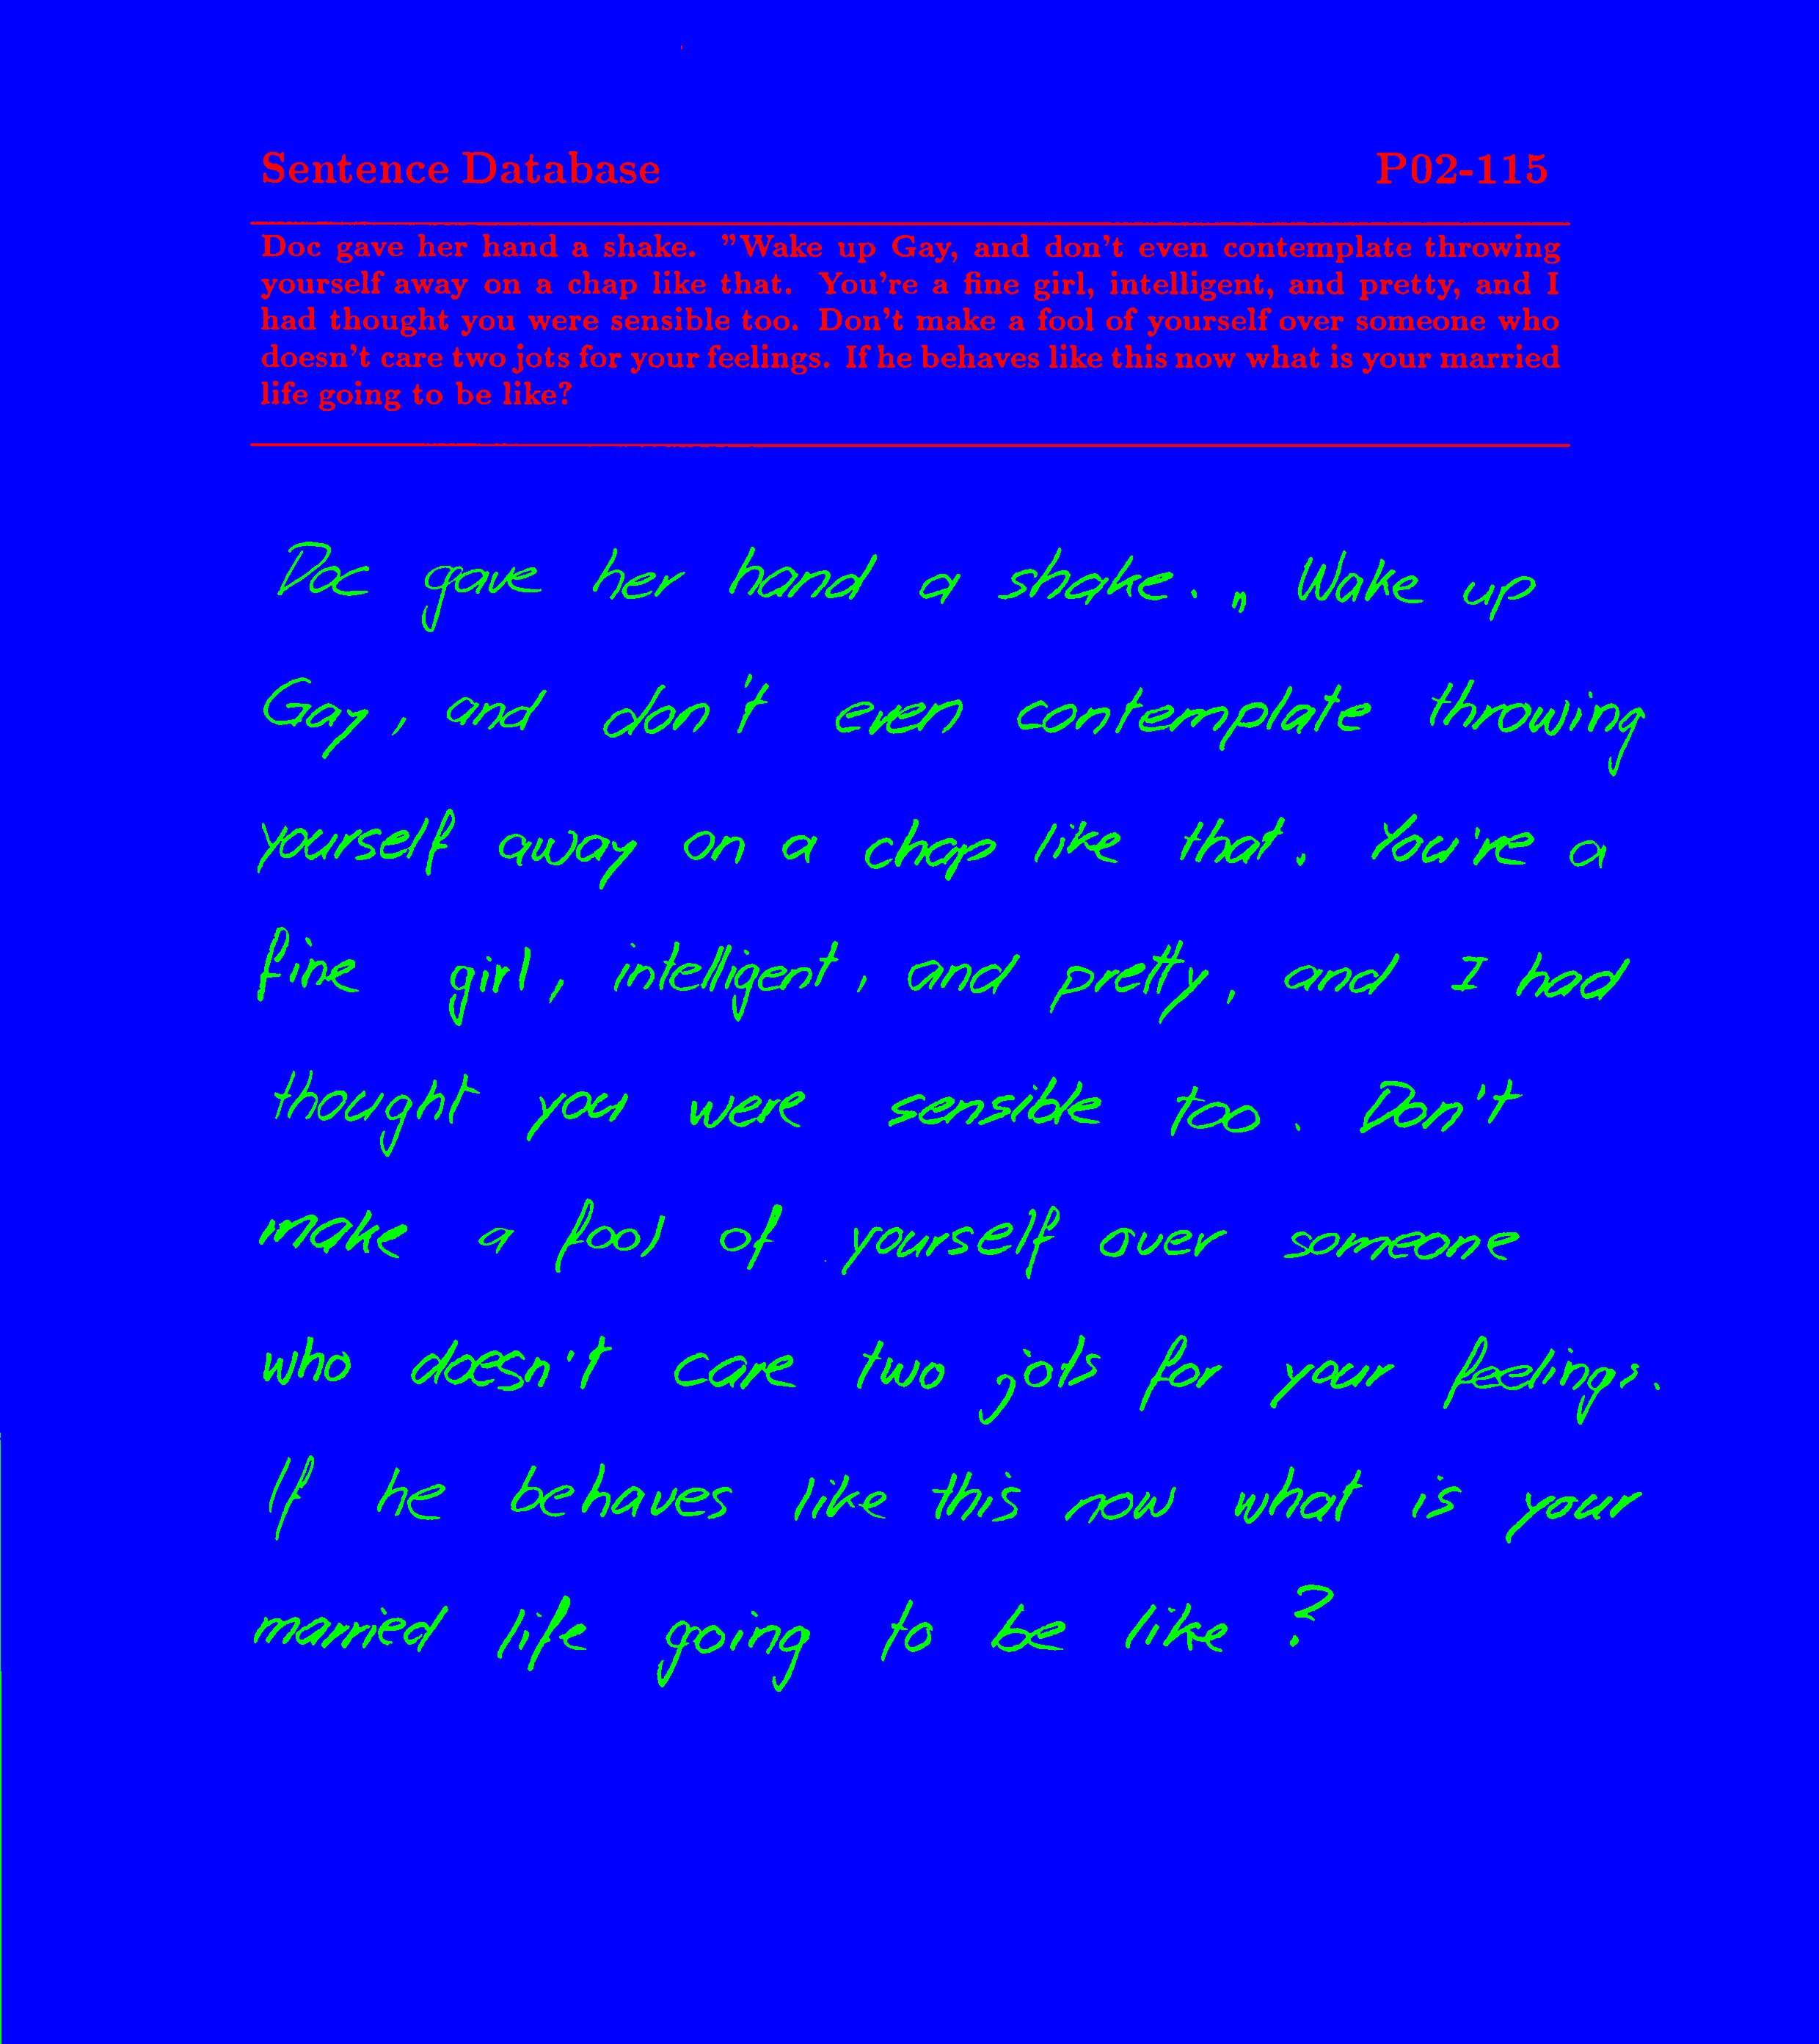 Sentence Database P02-115
Doc gave her hand a shake. "Wake up Gay, and don't even contemplate throwing
yourself away on a chap like that. You're a fine girl, intelligent, and pretty, and I
had thought you were sensible too. Don't make a fool of yourself over someone who
doesn't care two jots for your feelings. If he behaves like this now what is your married
life going to be like?
Doc gave her hand a shake. „ Wake up
Gay, and don't even contemplate throwing
yourself away on a chap like that. You're a
fine girl, intelligent, and pretty, and I had
thought you were sensible too. Don't
make a fool of yourself over someone
who doesn't care two jots for your feelings.
If he behaves like this now what is your
married life going to be like?